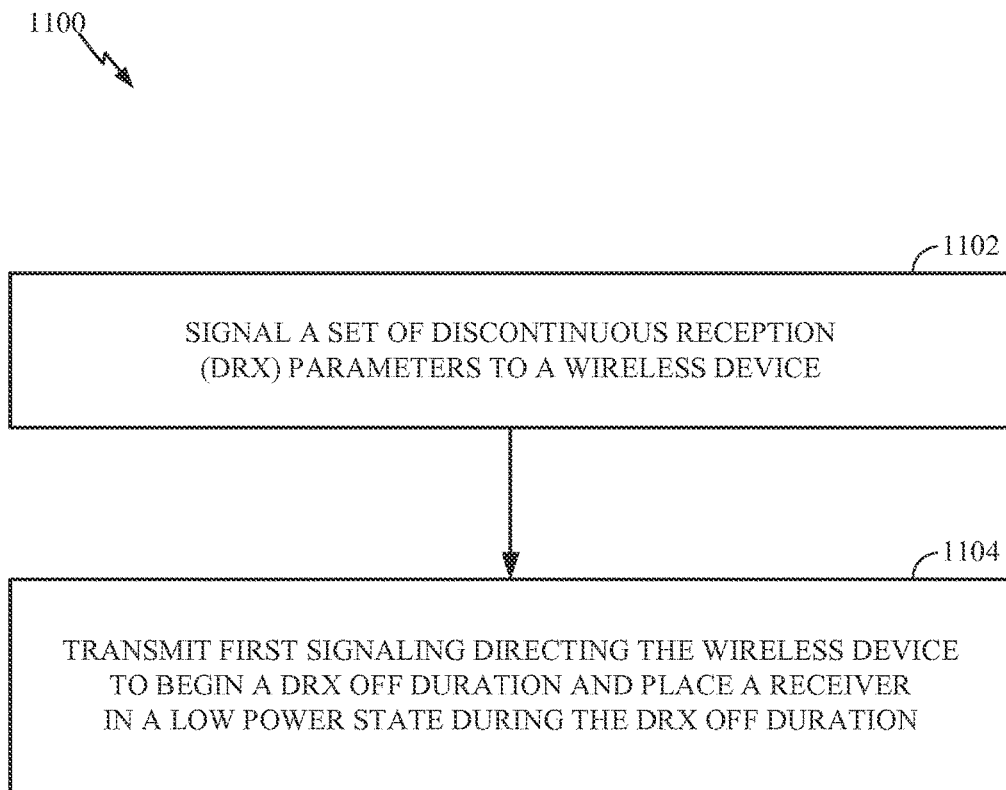 1100
1102
SIGNAL A SET OF DISCONTINUOUS RECEPTION
(DRX) PARAMETERS TO A WIRELESS DEVICE
1104
TRANSMIT FIRST SIGNALING DIRECTING THE WIRELESS DEVICE
TO BEGIN A DRX OFF DURATION AND PLACE A RECEIVER
IN A LOW POWER STATE DURING THE DRX OFF DURATION